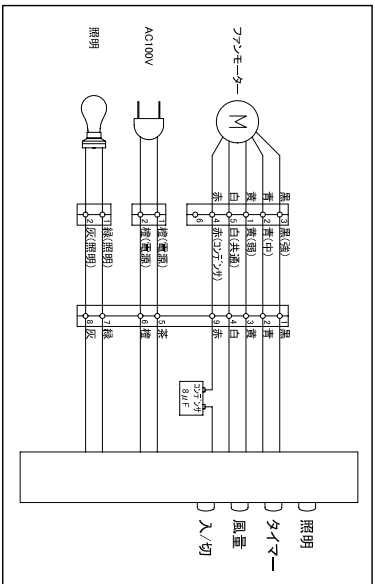 照明
タイマー
風量
入/切
コンデンサ
8μF
1 黒
2 青
3 黄
4 白
9 赤
5 茶
6 橙
7 緑
8 灰
3 黒(強)
2 青(中)
1 黄(弱)
5 白(共通)
4 赤(コンデンサ)
6
1 橙(電源)
2 橙(電源)
1 緑(照明)
2 灰(照明)
黒
青
黄
白
赤
M
ファンモーター
AC100V
照明